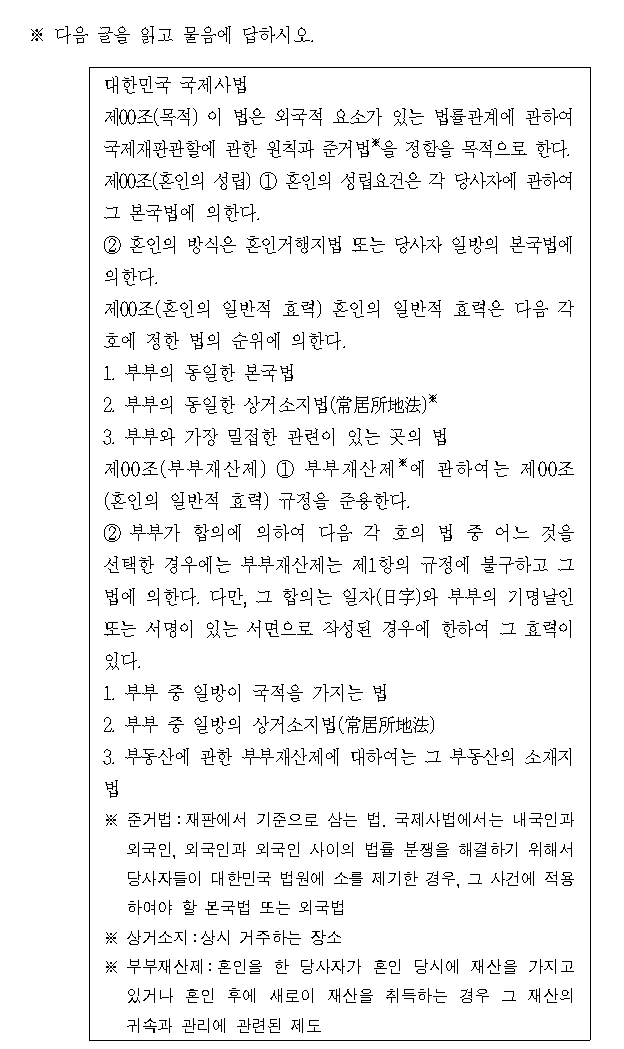 ※ 다음 글을 읽고 물음에 답하시오.
대한민국 국제사법
제00조(목적) 이 법은 외국적 요소가 있는 법률관계에 관하여
국제재판관할에 관한 원칙과 준거법※을 정함을 목적으로 한다.
제00조(혼인의 성립) ① 혼인의 성립요건은 각 당사자에 관하여
그 본국법에 의한다.
② 혼인의 방식은 혼인거행지법 또는 당사자 일방의 본국법에
의한다.
제00조(혼인의 일반적 효력) 혼인의 일반적 효력은 다음 각
호에 정한 법의 순위에 의한다.
1. 부부의 동일한 본국법
2. 부부의 동일한 상거소지법(常居所地法)※
3. 부부와 가장 밀접한 관련이 있는 곳의 법
제00조(부부재산제) ① 부부재산제※에 관하여는 제00조
(혼인의 일반적 효력) 규정을 준용한다.
② 부부가 합의에 의하여 다음 각 호의 법 중 어느 것을
선택한 경우에는 부부재산제는 제1항의 규정에 불구하고 그
법에 의한다. 다만, 그 합의는 일자(日字)와 부부의 기명날인
또는 서명이 있는 서면으로 작성된 경우에 한하여 그 효력이
있다.
1. 부부 중 일방이 국적을 가지는 법
2. 부부 중 일방의 상거소지법(常居所地法)
3. 부동산에 관한 부부재산제에 대하여는 그 부동산의 소재지
법
※ 준거법:재판에서 기준으로 삼는 법. 국제사법에서는 내국인과
외국인, 외국인과 외국인 사이의 법률 분쟁을 해결하기 위해서
당사자들이 대한민국 법원에 소를 제기한 경우, 그 사건에 적용
하여야 할 본국법 또는 외국법
※ 상거소지:상시 거주하는 장소
※ 부부재산제:혼인을 한 당사자가 혼인 당시에 재산을 가지고
있거나 혼인 후에 새로이 재산을 취득하는 경우 그 재산의
귀속과 관리에 관련된 제도